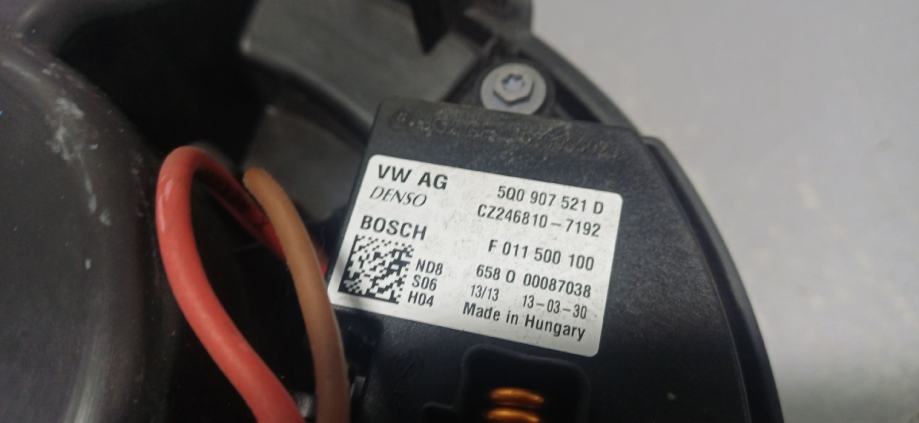 VW AG 5Q0 907 521 D
DENSO CZ246810-7192
BOSCH F 011 500 100
ND8 658 0 00087038
S06 13/13 13-03-30
H04 Made in Hungary